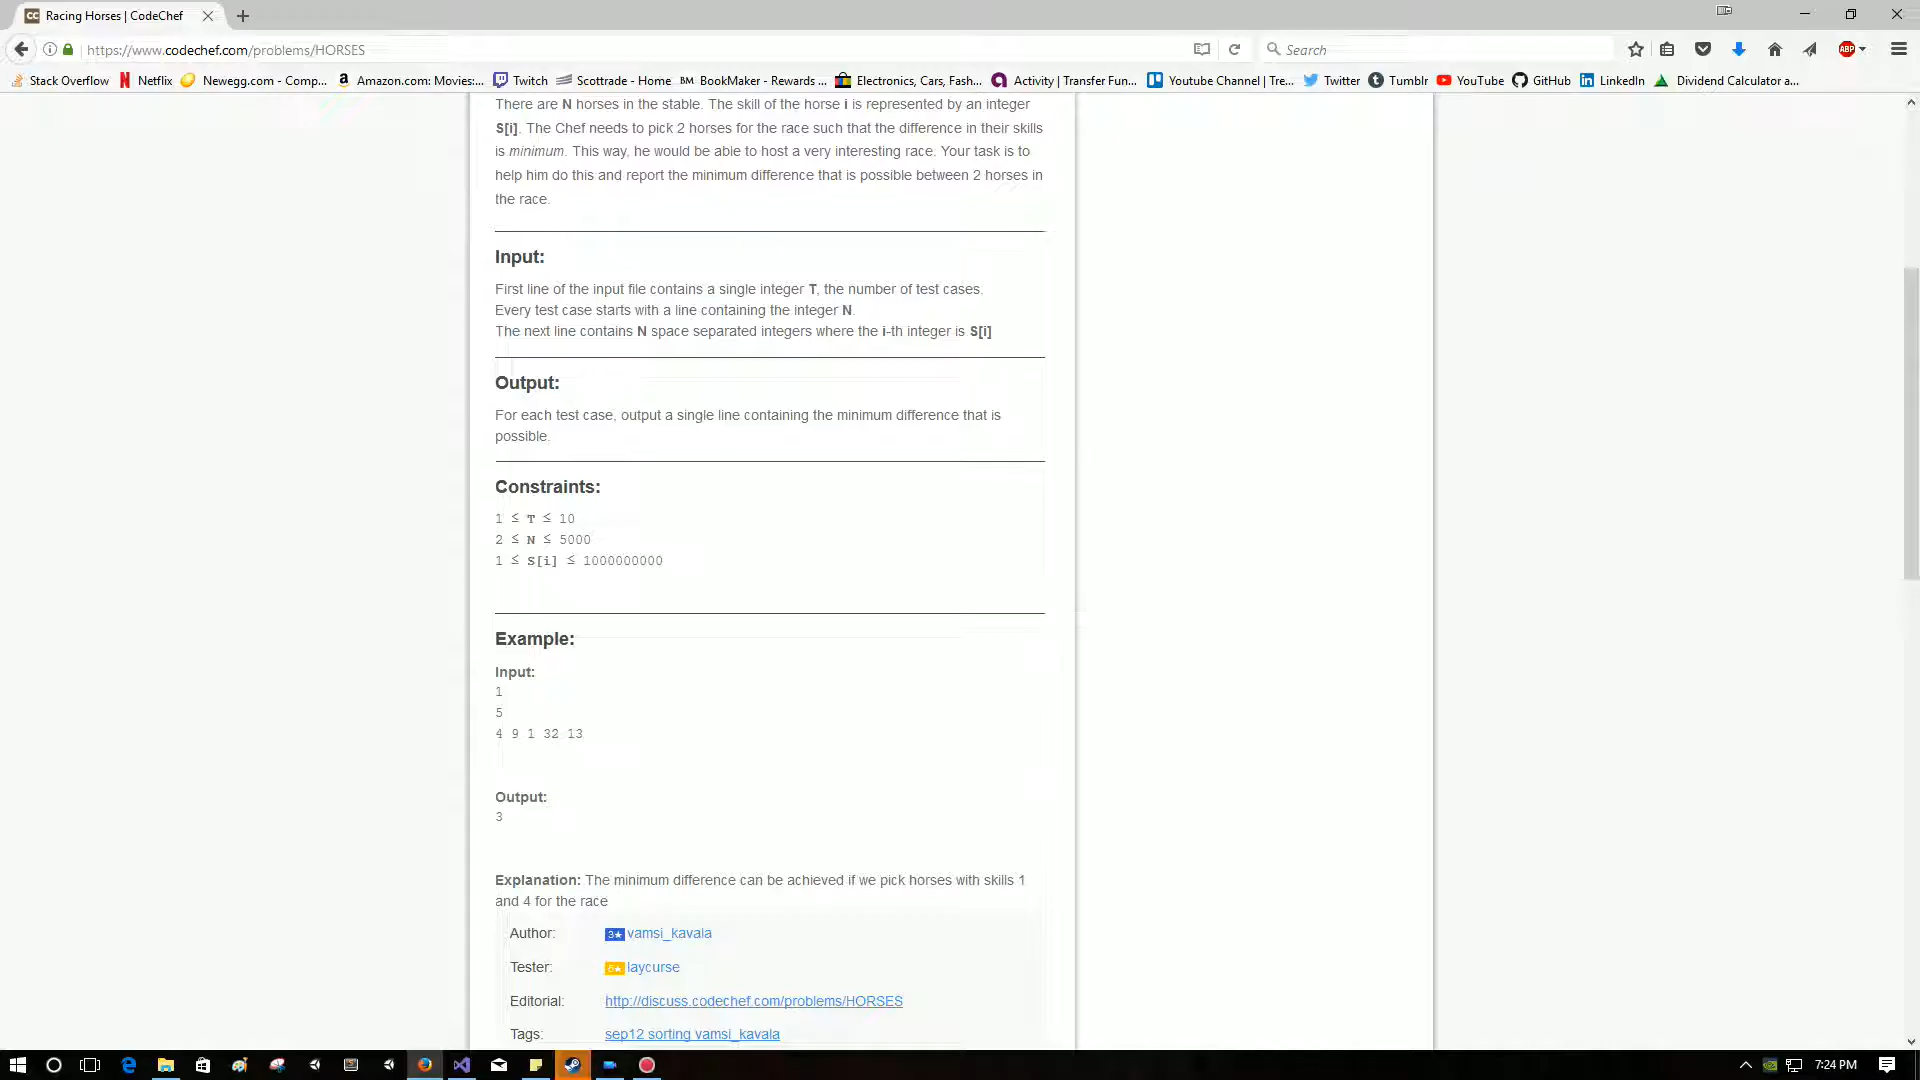 Racing Horses | CodeChef
https://www.codechef.com/problems/HORSES
Search
ABP
Stack Overflow Netflix Newegg.com - Comp... Amazon.com: Movies:... Twitch Scottrade - Home BM BookMaker - Rewards ... Electronics, Cars, Fash... Activity | Transfer Fun... Youtube Channel | Tre... Twitter Tumblr YouTube GitHub LinkedIn Dividend Calculator a...
There are N horses in the stable. The skill of the horse i is represented by an integer
S[i]. The Chef needs to pick 2 horses for the race such that the difference in their skills
is minimum. This way, he would be able to host a very interesting race. Your task is to
help him do this and report the minimum difference that is possible between 2 horses in
the race.
Input:
First line of the input file contains a single integer T, the number of test cases.
Every test case starts with a line containing the integer N.
The next line contains N space separated integers where the i-th integer is S[i]
Output:
For each test case, output a single line containing the minimum difference that is
possible.
Constraints:
1 ≤ T ≤ 10
2 ≤ N ≤ 5000
1 ≤ S[i] ≤ 1000000000
Example:
Input:
1
5
4 9 1 32 13
Output:
3
Explanation: The minimum difference can be achieved if we pick horses with skills 1
and 4 for the race
Author: 3★ vamsi_kavala
Tester: laycurse
Editorial: http://discuss.codechef.com/problems/HORSES
Tags: sep12 sorting vamsi_kavala
7:24 PM